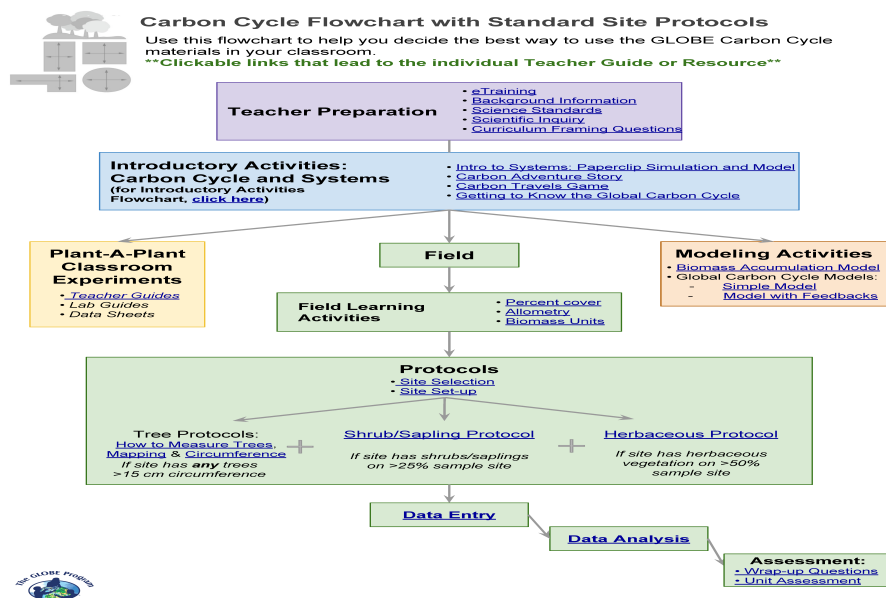 Carbon Cycle Flowchart with Standard Site Protocols
Use this flowchart to help you decide the best way to use the GLOBE Carbon Cycle
materials in your classroom.
**Clickable links that lead to the individual Teacher Guide or Resource**
Teacher Preparation
• eTraining
• Background Information
• Science Standards
• Scientific Inquiry
• Curriculum Framing Questions
Introductory Activities:
Carbon Cycle and Systems
(for Introductory Activities
Flowchart, click here)
• Intro to Systems: Paperclip Simulation and Model
• Carbon Adventure Story
• Carbon Travels Game
• Getting to Know the Global Carbon Cycle
Plant-A-Plant
Classroom
Experiments
• Teacher Guides
• Lab Guides
• Data Sheets
Field
Modeling Activities
• Biomass Accumulation Model
• Global Carbon Cycle Models:
- Simple Model
- Model with Feedbacks
Field Learning
Activities
• Percent cover
• Allometry
• Biomass Units
Protocols
• Site Selection
• Site Set-up
Tree Protocols:
How to Measure Trees,
Mapping & Circumference
If site has any trees
>15 cm circumference
+
Shrub/Sapling Protocol
If site has shrubs/saplings
on >25% sample site
+
Herbaceous Protocol
If site has herbaceous
vegetation on >50%
sample site
Data Entry
Data Analysis
Assessment:
• Wrap-up Questions
• Unit Assessment
The GLOBE Program